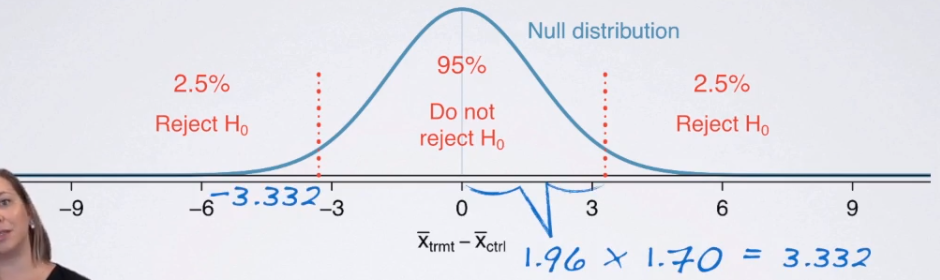 Null distribution
95%
2.5%
2.5%
Reject H₀
Do not
reject H₀
Reject H₀
-3.332
-9
-6
-3
0
3
6
9
x̄trmt − x̄ctrl
1.96 × 1.70 = 3.332